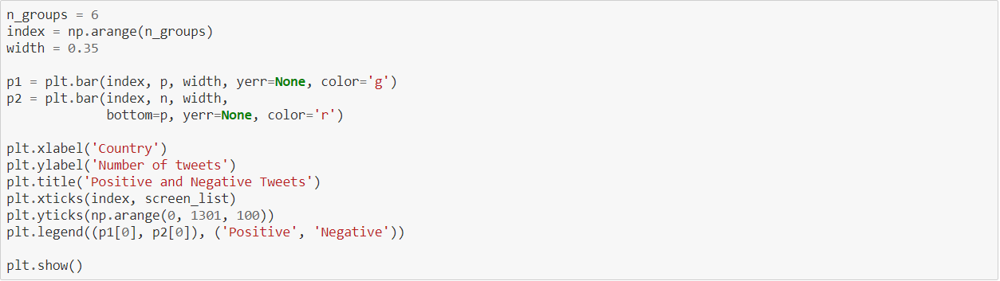 n_groups = 6
index = np.arange(n_groups)
width = 0.35

p1 = plt.bar(index, p, width, yerr=None, color='g')
p2 = plt.bar(index, n, width,
             bottom=p, yerr=None, color='r')

plt.xlabel('Country')
plt.ylabel('Number of tweets')
plt.title('Positive and Negative Tweets')
plt.xticks(index, screen_list)
plt.yticks(np.arange(0, 1301, 100))
plt.legend((p1[0], p2[0]), ('Positive', 'Negative'))

plt.show()